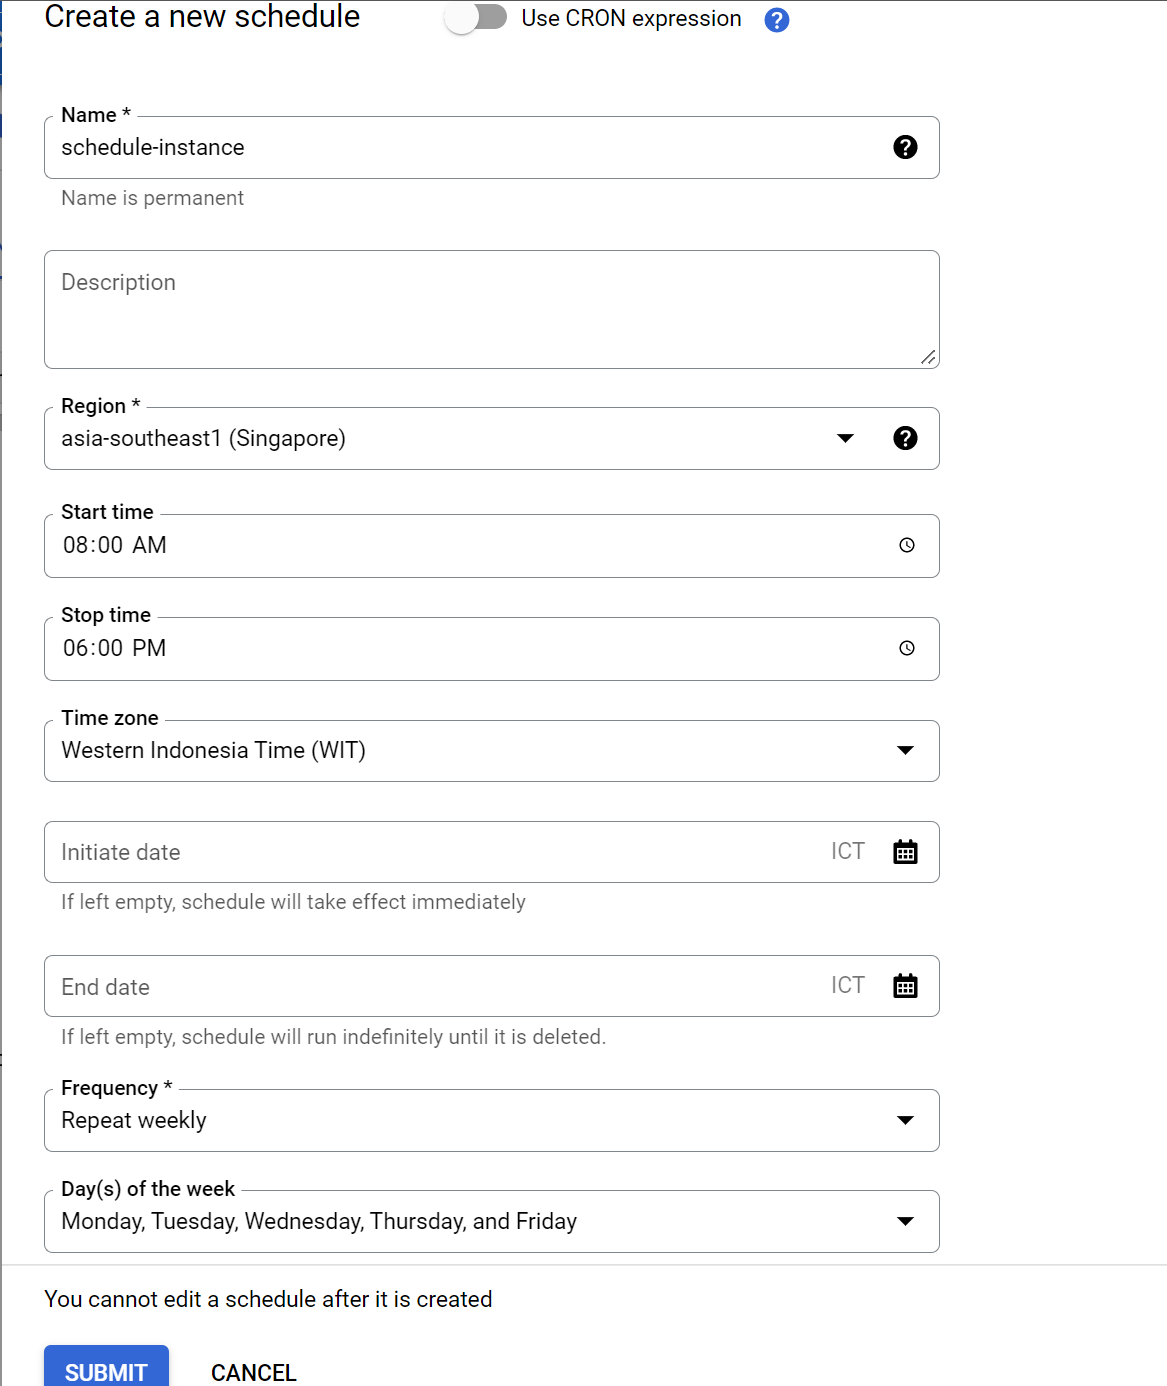 Create a new schedule
Use CRON expression
Name *
schedule-instance
Name is permanent
Description
Region *
asia-southeast1 (Singapore)
Start time
08:00 AM
Stop time
06:00 PM
Time zone
Western Indonesia Time (WIT)
Initiate date ICT
If left empty, schedule will take effect immediately
End date ICT
If left empty, schedule will run indefinitely until it is deleted.
Frequency *
Repeat weekly
Day(s) of the week
Monday, Tuesday, Wednesday, Thursday, and Friday
You cannot edit a schedule after it is created
SUBMIT CANCEL